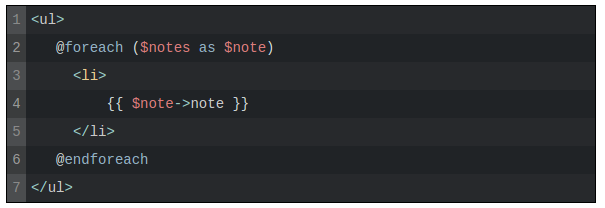 1 <ul>
2 @foreach ($notes as $note)
3 <li>
4 {{ $note->note }}
5 </li>
6 @endforeach
7 </ul>